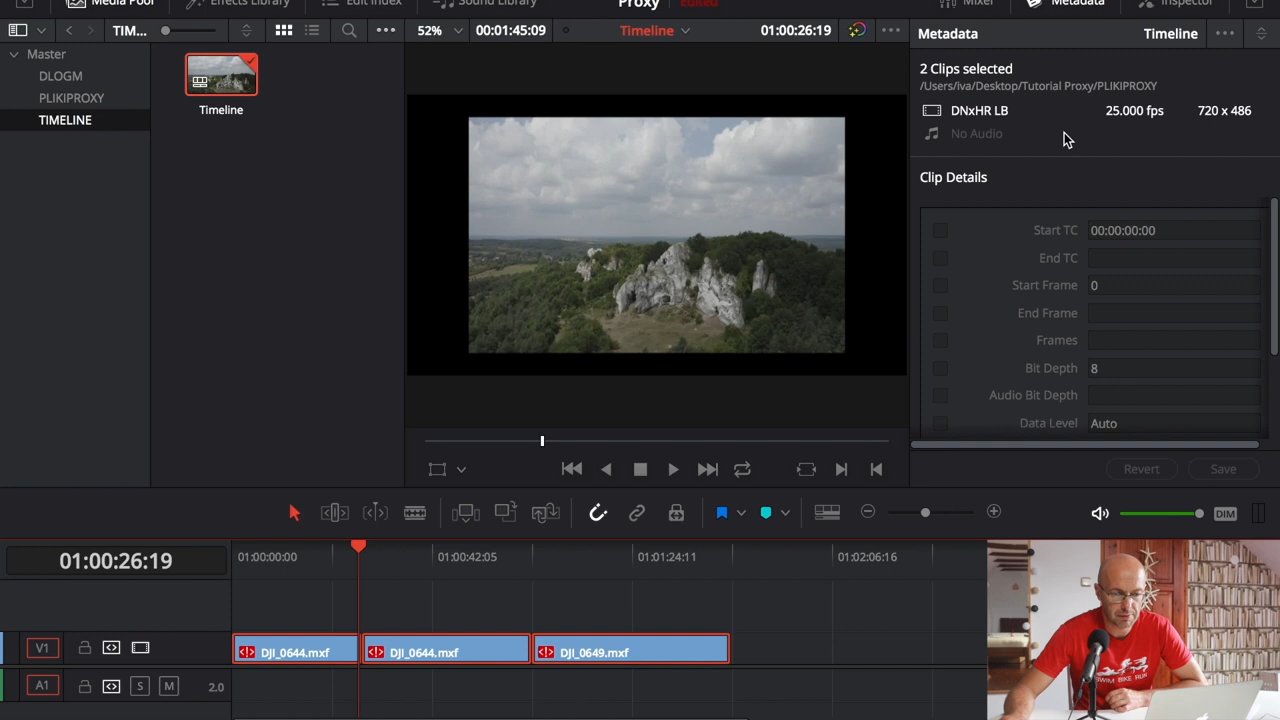 Media Pool
Effects Library
Edit Index
Sound Library
Proxy
Edited
Mixer
Metadata
Inspector
TIM...
52%
00:01:45:09
Timeline
01:00:26:19
Metadata
Timeline
Master
DLOGM
PLIKIPROXY
TIMELINE
Timeline
2 Clips selected
/Users/iva/Desktop/Tutorial Proxy/PLIKIPROXY
DNxHR LB
25.000 fps
720 x 486
No Audio
Clip Details
Start TC
00:00:00:00
End TC
Start Frame
0
End Frame
Frames
Bit Depth
8
Audio Bit Depth
Data Level
Auto
Revert
Save
DIM
01:00:26:19
01:00:00:00
01:00:42:05
01:01:24:11
01:02:06:16
V1
DJI_0644.mxf
DJI_0644.mxf
DJI_0649.mxf
A1
S
M
2.0
SWIM BIKE RUN